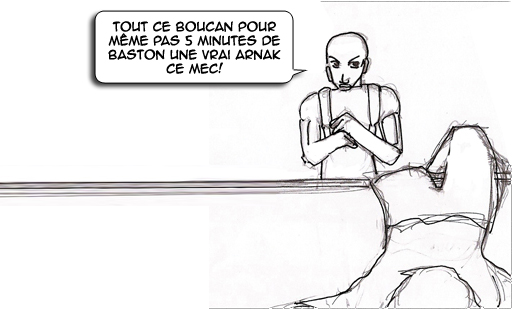 TOUT CE BOUCAN POUR
MÊME PAS 5 MINUTES DE
BASTON UNE VRAI ARNAK
CE MEC!